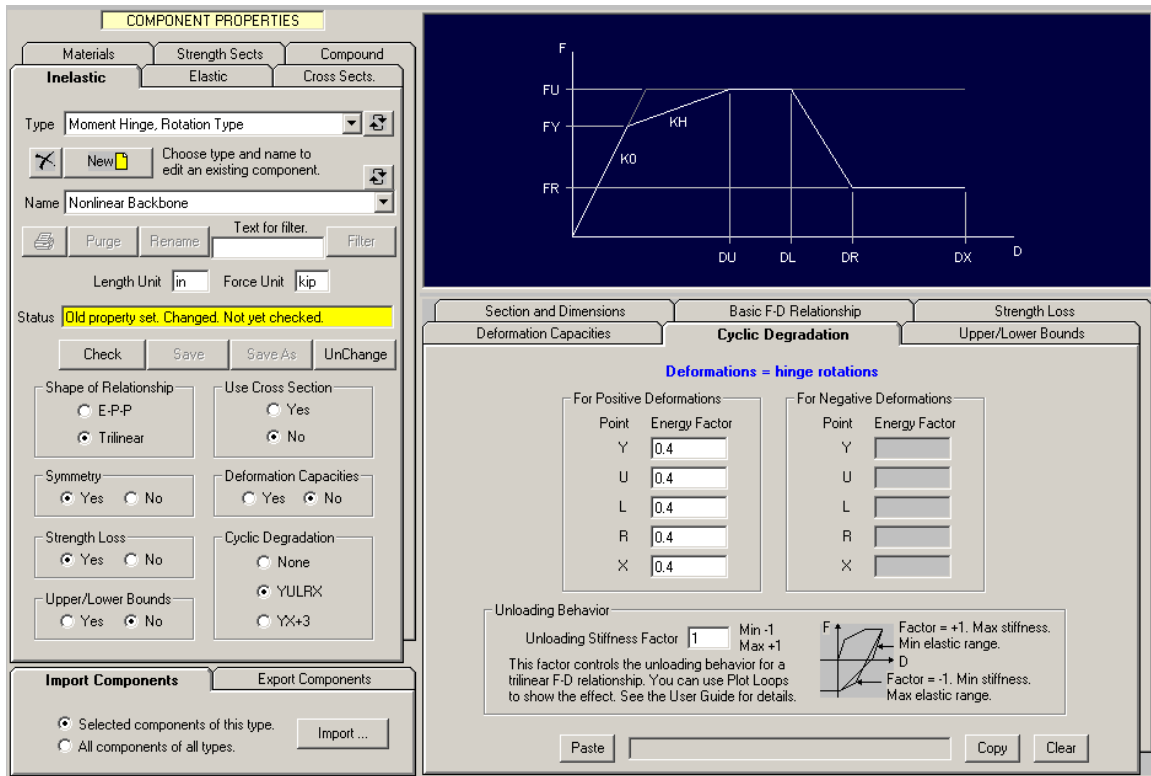 COMPONENT PROPERTIES
Materials Strength Sects Compound
Inelastic Elastic Cross Sects.
Type Moment Hinge, Rotation Type
New Choose type and name to
edit an existing component.
Name Nonlinear Backbone
Text for filter.
Purge Rename Filter
Length Unit in Force Unit kip
Status Old property set. Changed. Not yet checked.
Check Save Save As UnChange
Shape of Relationship
E-P-P
Trilinear
Use Cross Section
Yes
No
Symmetry
Yes No
Deformation Capacities
Yes No
Strength Loss
Yes No
Cyclic Degradation
None
YULRX
YX+3
Upper/Lower Bounds
Yes No
Import Components Export Components
Selected components of this type.
All components of all types.
Import ...
F
FU
FY
KH
K0
FR
DU DL DR DX D
Section and Dimensions Basic F-D Relationship Strength Loss
Deformation Capacities Cyclic Degradation Upper/Lower Bounds
Deformations = hinge rotations
For Positive Deformations
Point Energy Factor
Y 0.4
U 0.4
L 0.4
R 0.4
X 0.4
For Negative Deformations
Point Energy Factor
Y
U
L
R
X
Unloading Behavior
Unloading Stiffness Factor 1 Min -1
Max +1
This factor controls the unloading behavior for a
trilinear F-D relationship. You can use Plot Loops
to show the effect. See the User Guide for details.
F
D
Factor = +1. Max stiffness.
Min elastic range.
Factor = -1. Min stiffness.
Max elastic range.
Paste Copy Clear